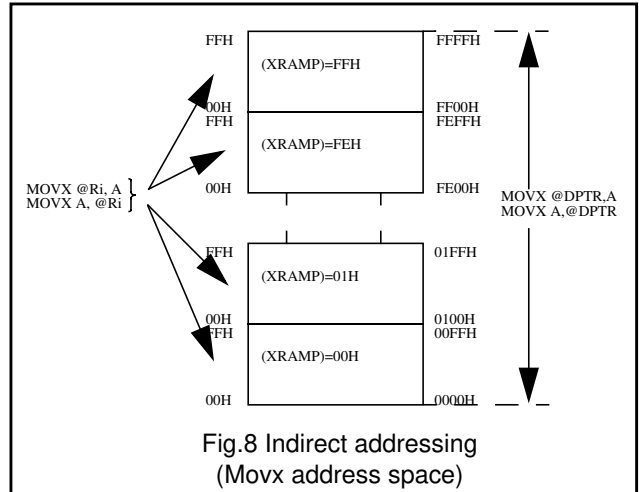 FFH
FFFFH
(XRAMP)=FFH
00H
FF00H
FFH
FEFFH
(XRAMP)=FEH
00H
FE00H
MOVX @Ri, A
MOVX A, @Ri
MOVX @DPTR,A
MOVX A,@DPTR
FFH
01FFH
(XRAMP)=01H
00H
0100H
FFH
00FFH
(XRAMP)=00H
00H
0000H
Fig.8 Indirect addressing
(Movx address space)